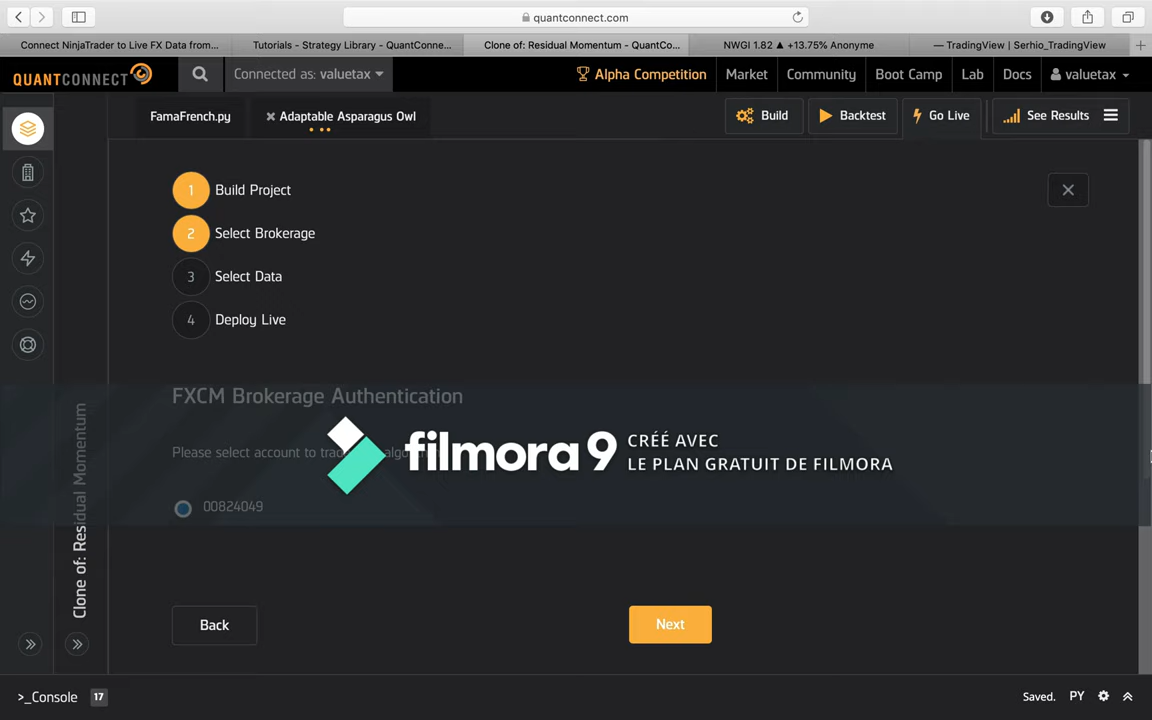 quantconnect.com
Connect NinjaTrader to Live FX Data from...
Tutorials - Strategy Library - QuantConne...
Clone of: Residual Momentum - QuantCo...
NWGI 1.82 ▲ +13.75% Anonyme
— TradingView | Serhio_TradingView
QUANTCONNECT
Connected as: valuetax
Alpha Competition
Market
Community
Boot Camp
Lab
Docs
valuetax
FamaFrench.py
Adaptable Asparagus Owl
Build
Backtest
Go Live
See Results
1 Build Project
2 Select Brokerage
3 Select Data
4 Deploy Live
FXCM Brokerage Authentication
Please select account to
filmora 9 CRÉÉ AVEC
LE PLAN GRATUIT DE FILMORA
00824049
Clone of: Residual Momentum
Back
Next
>_Console 17
Saved.
PY